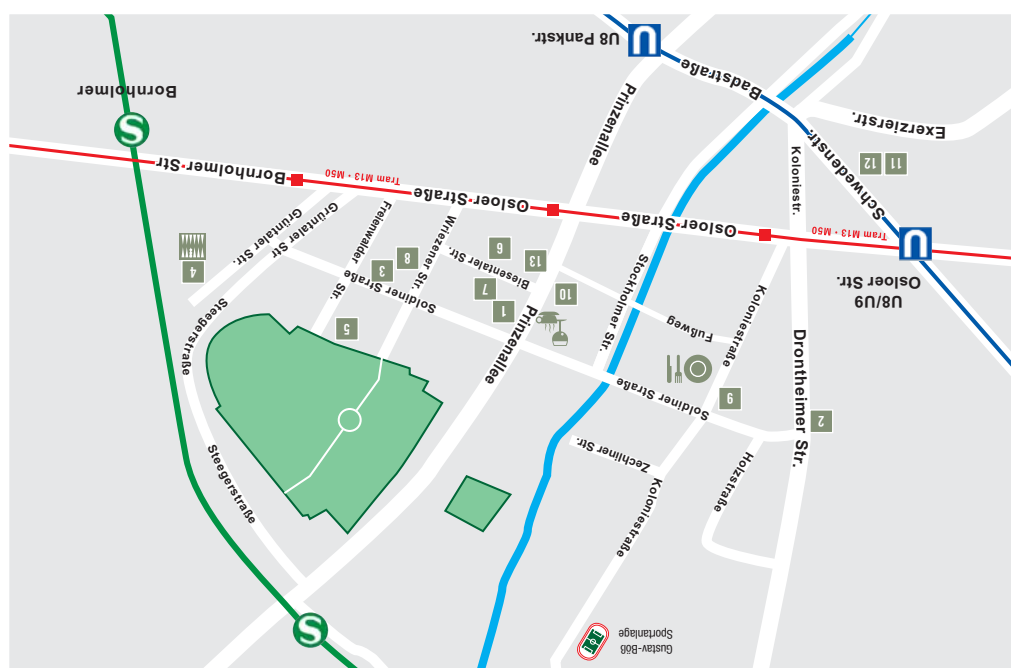 Gustav-Böß
Sportanlage
S
Koloniestraße
Steegerstraße
Holzstraße
Zechliner Str.
2
9
Soldiner Straße
Drontheimer Str.
Prinzenallee
Steegerstraße
5
Fußweg
Koloniestraße
Stockholmer Str.
1
10
7
Soldiner Straße
U8/U9
Osloer Str.
U
13
Biesentaler Str.
6
8
3
Wriezener Str.
Freienwalder
Str.
Grüntaler Str
Grüntaler Str.
4
Tram M13 • M50
Osloer Straße
Osloer Straße
Tram M13 • M50
Bornholmer Str
Schwedenstr.
Koloniestr.
11
12
Exerzierstr.
Prinzenallee
S
Bornholmer
Badstraße
U
U8 Pankstr.